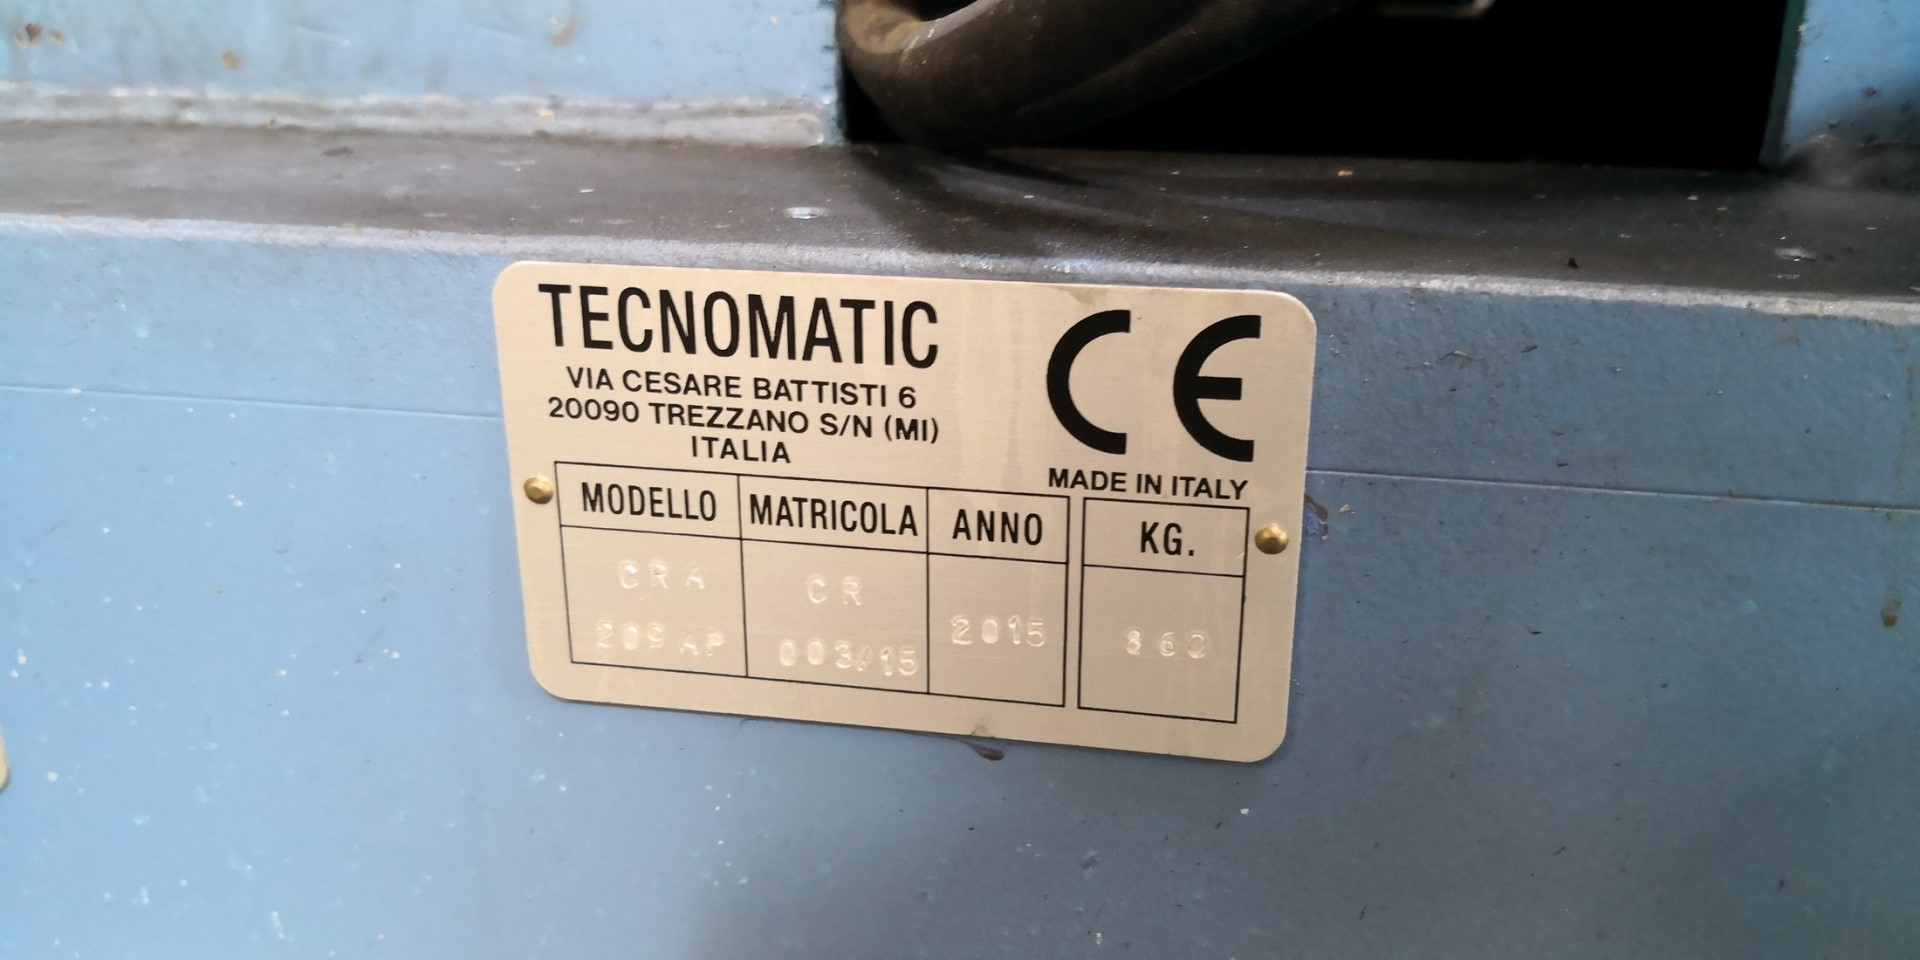 TECNOMATIC
VIA CESARE BATTISTI 6
20090 TREZZANO S/N (MI)
ITALIA
CE
MADE IN ITALY
MODELLO MATRICOLA ANNO KG.
CRA CR
209 AP 003/15 2015 860